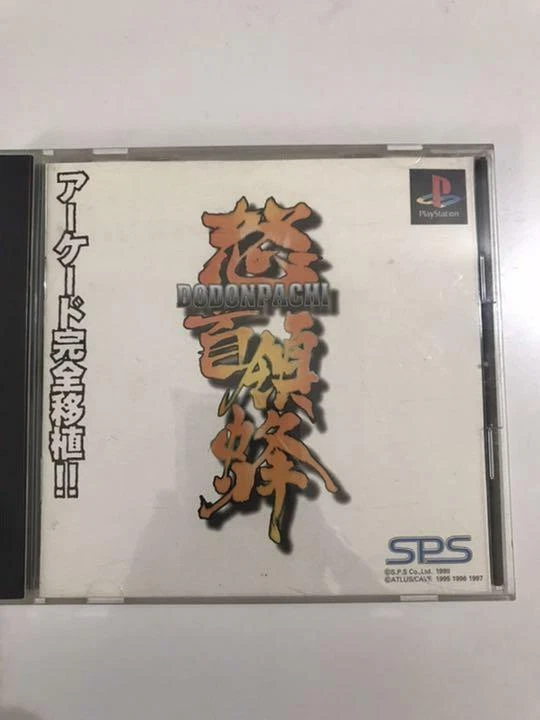 アーケード完全移植!!
怒首領蜂
DODONPACHI
PlayStation
SPS
©S.P.S Co.,Ltd. 1998
©ATLUS/CAVE 1995 1996 1997